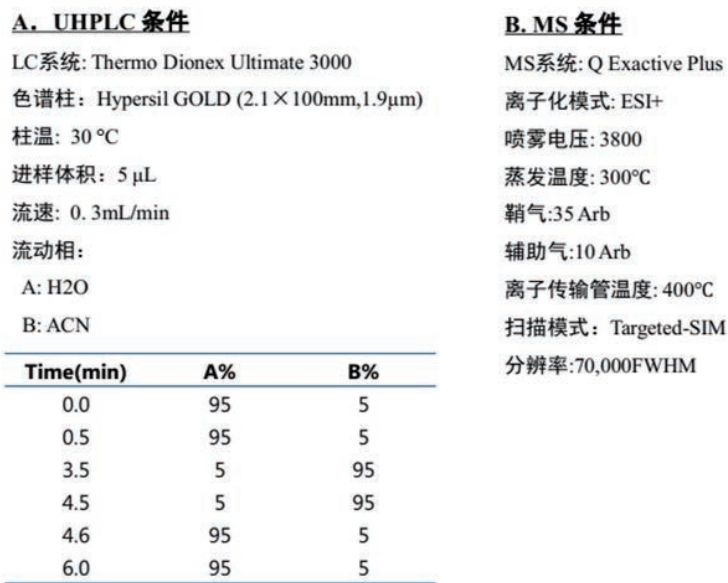 A. UHPLC 条件
LC系统: Thermo Dionex Ultimate 3000
色谱柱：Hypersil GOLD (2.1×100mm,1.9μm)
柱温: 30 °C
进样体积：5 μL
流速: 0. 3mL/min
流动相：
A: H2O
B: ACN
Time(min) A% B%
0.0 95 5
0.5 95 5
3.5 5 95
4.5 5 95
4.6 95 5
6.0 95 5
B. MS 条件
MS系统: Q Exactive Plus
离子化模式: ESI+
喷雾电压: 3800
蒸发温度: 300℃
鞘气:35 Arb
辅助气:10 Arb
离子传输管温度: 400℃
扫描模式：Targeted-SIM
分辨率:70,000FWHM